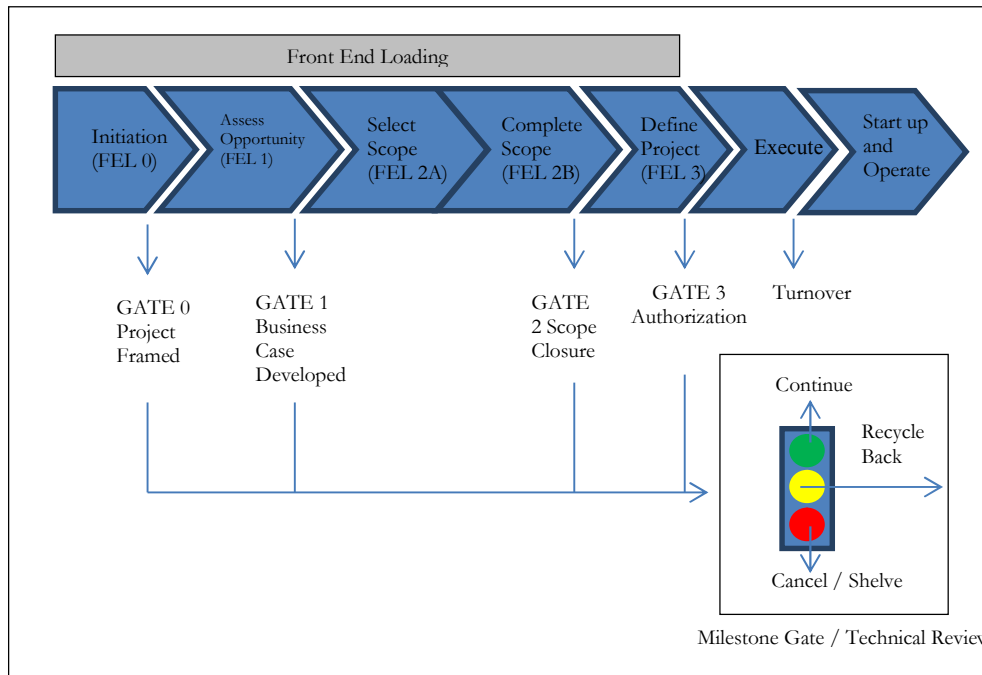 Front End Loading
Initiation
(FEL 0)
Assess
Opportunity
(FEL 1)
Select
Scope
(FEL 2A)
Complete
Scope
(FEL 2B)
Define
Project
(FEL 3)
Execute
Start up
and
Operate
GATE 0
Project
Framed
GATE 1
Business
Case
Developed
GATE
2 Scope
Closure
GATE 3
Authorization
Turnover
Continue
Recycle
Back
Cancel / Shelve
Milestone Gate / Technical Review